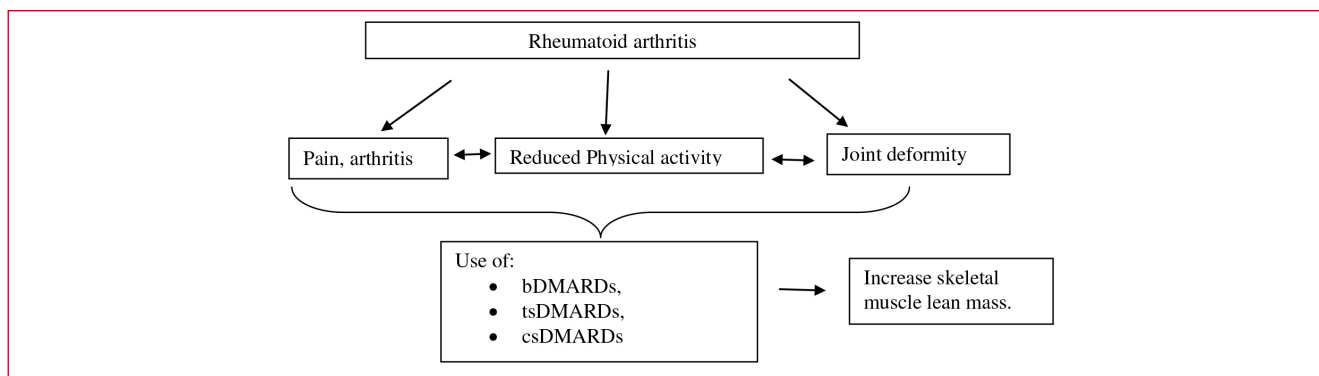 Rheumatoid arthritis
Pain, arthritis
Reduced Physical activity
Joint deformity
Use of:
• bDMARDs,
• tsDMARDs,
• csDMARDs
Increase skeletal
muscle lean mass.